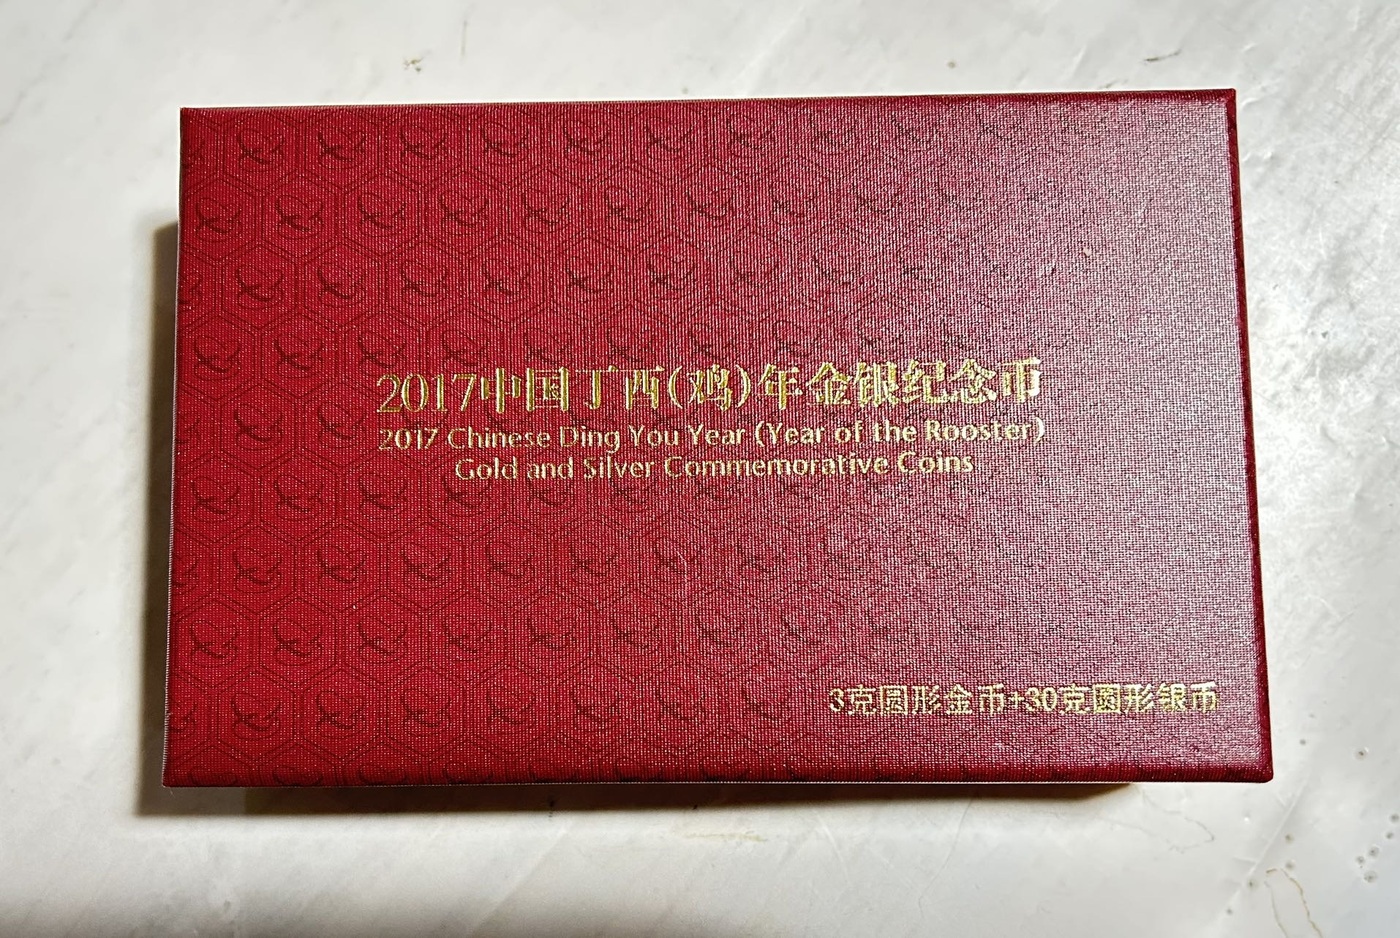 2017中国丁酉(鸡)年金银纪念币
2017 Chinese Ding You Year (Year of the Rooster)
Gold and Silver Commemorative Coins
3克圆形金币+30克圆形银币